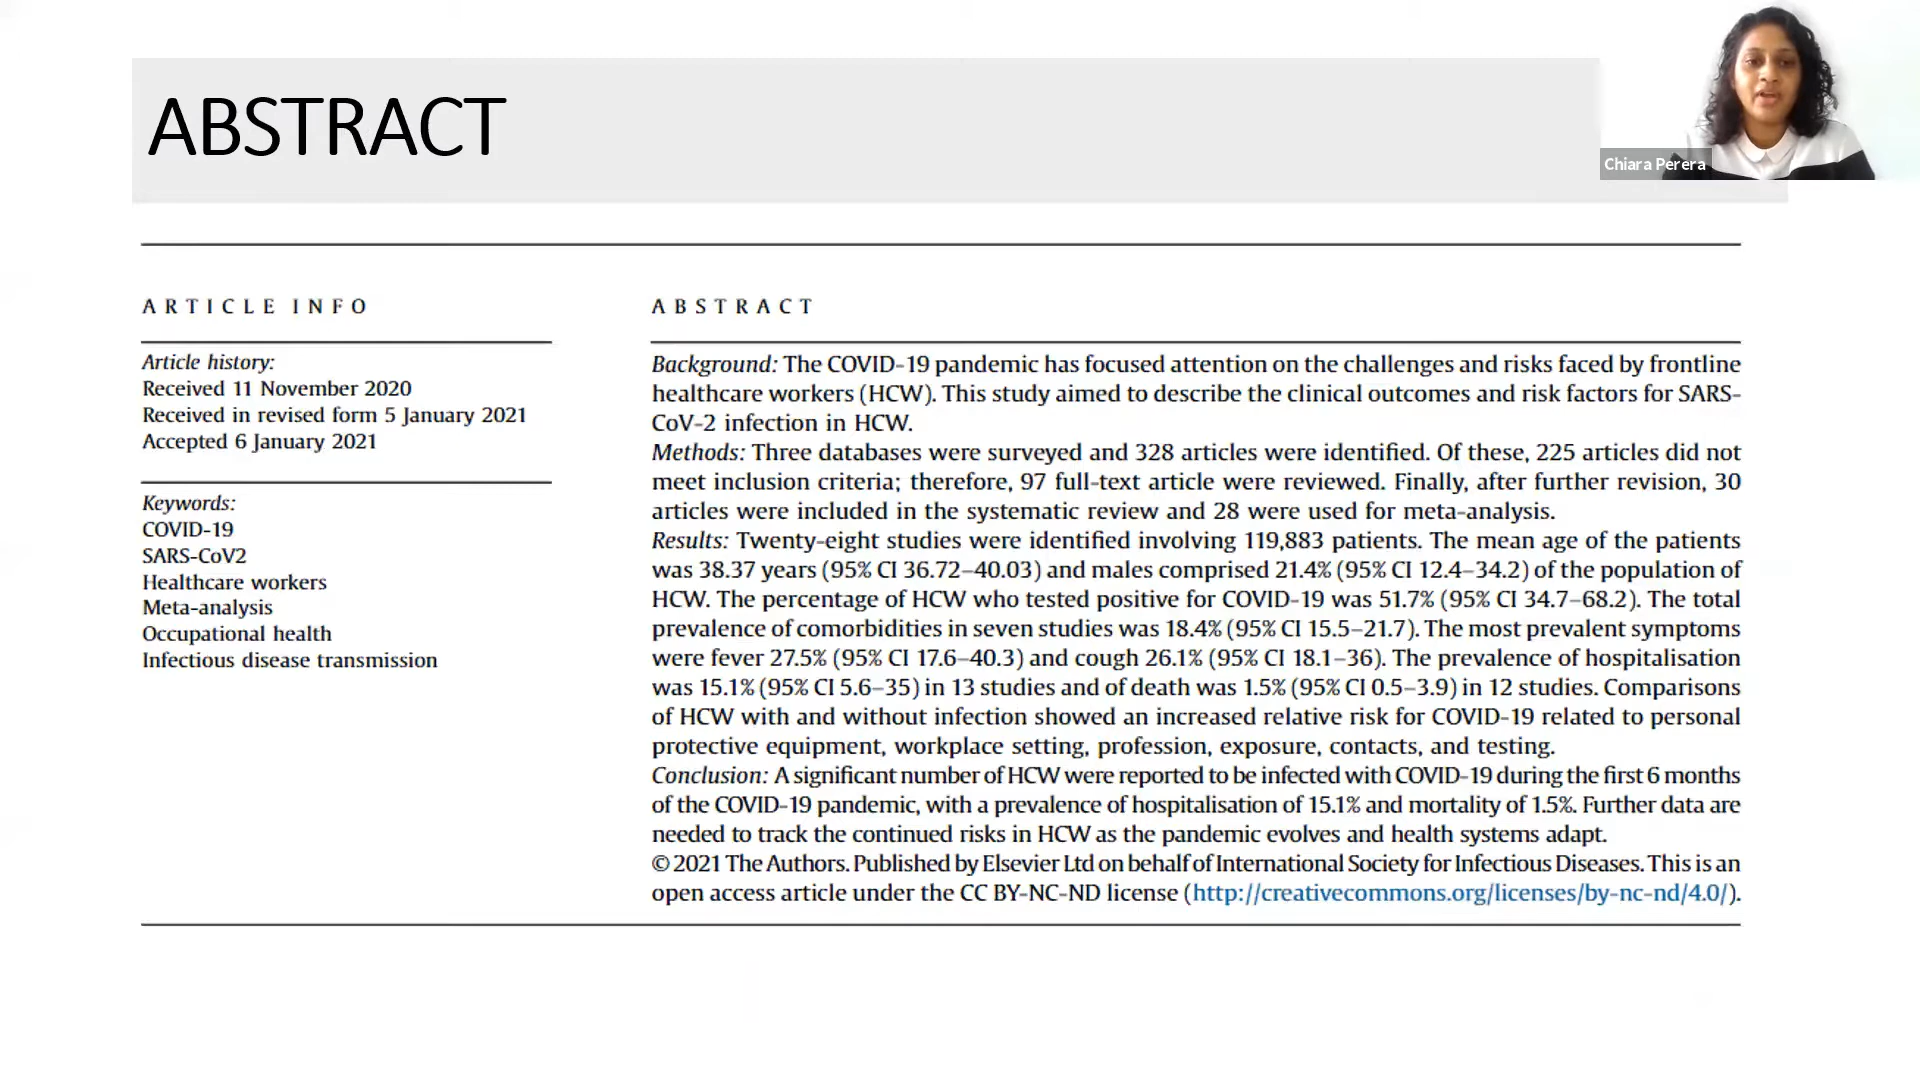 ABSTRACT
Chiara Perera
ARTICLE INFO
Article history:
Received 11 November 2020
Received in revised form 5 January 2021
Accepted 6 January 2021
Keywords:
COVID-19
SARS-CoV2
Healthcare workers
Meta-analysis
Occupational health
Infectious disease transmission
ABSTRACT
Background: The COVID-19 pandemic has focused attention on the challenges and risks faced by frontline
healthcare workers (HCW). This study aimed to describe the clinical outcomes and risk factors for SARS-
CoV-2 infection in HCW.
Methods: Three databases were surveyed and 328 articles were identified. Of these, 225 articles did not
meet inclusion criteria; therefore, 97 full-text article were reviewed. Finally, after further revision, 30
articles were included in the systematic review and 28 were used for meta-analysis.
Results: Twenty-eight studies were identified involving 119,883 patients. The mean age of the patients
was 38.37 years (95% CI 36.72–40.03) and males comprised 21.4% (95% CI 12.4–34.2) of the population of
HCW. The percentage of HCW who tested positive for COVID-19 was 51.7% (95% CI 34.7–68.2). The total
prevalence of comorbidities in seven studies was 18.4% (95% CI 15.5–21.7). The most prevalent symptoms
were fever 27.5% (95% CI 17.6–40.3) and cough 26.1% (95% CI 18.1–36). The prevalence of hospitalisation
was 15.1% (95% CI 5.6–35) in 13 studies and of death was 1.5% (95% CI 0.5–3.9) in 12 studies. Comparisons
of HCW with and without infection showed an increased relative risk for COVID-19 related to personal
protective equipment, workplace setting, profession, exposure, contacts, and testing.
Conclusion: A significant number of HCW were reported to be infected with COVID-19 during the first 6 months
of the COVID-19 pandemic, with a prevalence of hospitalisation of 15.1% and mortality of 1.5%. Further data are
needed to track the continued risks in HCW as the pandemic evolves and health systems adapt.
© 2021 The Authors. Published by Elsevier Ltd on behalf of International Society for Infectious Diseases. This is an
open access article under the CC BY-NC-ND license (http://creativecommons.org/licenses/by-nc-nd/4.0/).